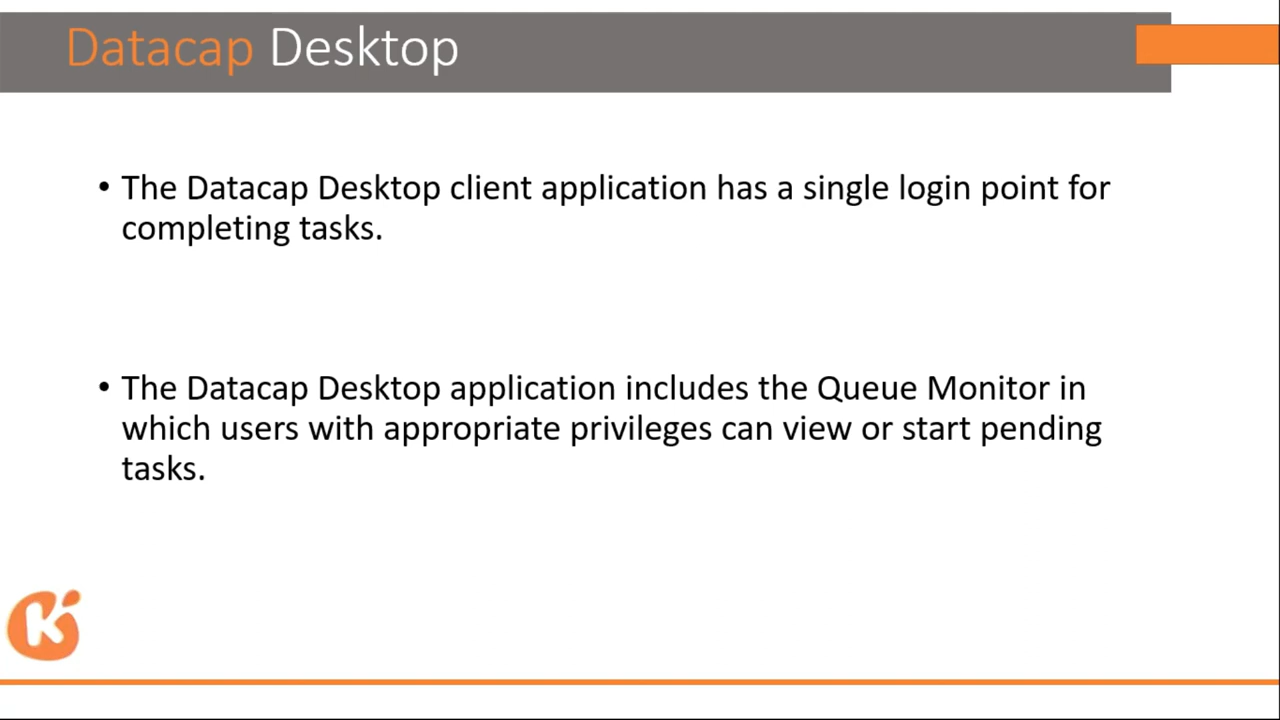 Datacap Desktop
• The Datacap Desktop client application has a single login point for
completing tasks.
• The Datacap Desktop application includes the Queue Monitor in
which users with appropriate privileges can view or start pending
tasks.
K